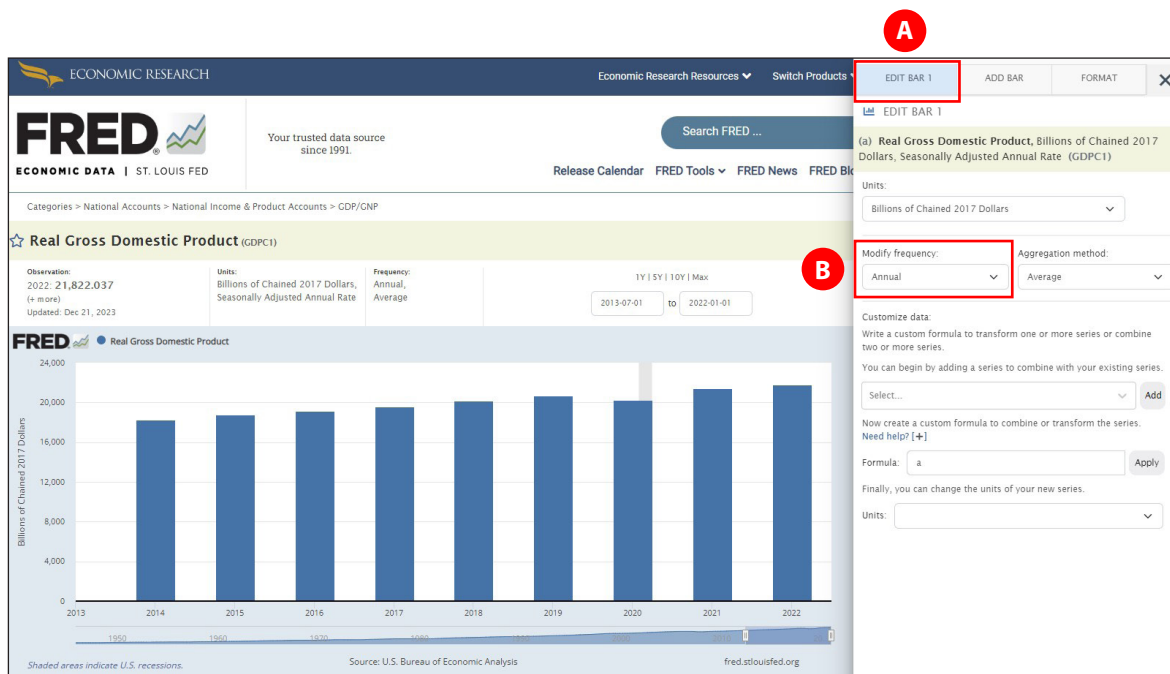 A
ECONOMIC RESEARCH
Economic Research Resources
Switch Products
EDIT BAR 1
ADD BAR
FORMAT
FRED
ECONOMIC DATA | ST. LOUIS FED
Your trusted data source
since 1991.
Search FRED ...
Release Calendar FRED Tools FRED News FRED Blo
Categories > National Accounts > National Income & Product Accounts > GDP/GNP
Real Gross Domestic Product (GDPC1)
Observation:
2022: 21,822.037
(+ more)
Updated: Dec 21, 2023
Units:
Billions of Chained 2017 Dollars,
Seasonally Adjusted Annual Rate
Frequency:
Annual,
Average
1Y | 5Y | 10Y | Max
2013-07-01 to 2022-01-01
FRED
Real Gross Domestic Product
24,000
20,000
16,000
12,000
8,000
4,000
0
Billions of Chained 2017 Dollars
2013 2014 2015 2016 2017 2018 2019 2020 2021 2022
1950 1960 1970 1980
Shaded areas indicate U.S. recessions.
Source: U.S. Bureau of Economic Analysis
fred.stlouisfed.org
EDIT BAR 1
(a) Real Gross Domestic Product, Billions of Chained 2017
Dollars, Seasonally Adjusted Annual Rate (GDPC1)
Units:
Billions of Chained 2017 Dollars
B
Modify frequency:
Annual
Aggregation method:
Average
Customize data:
Write a custom formula to transform one or more series or combine
two or more series.
You can begin by adding a series to combine with your existing series.
Select...
Add
Now create a custom formula to combine or transform the series.
Need help? [+]
Formula: a
Apply
Finally, you can change the units of your new series.
Units: